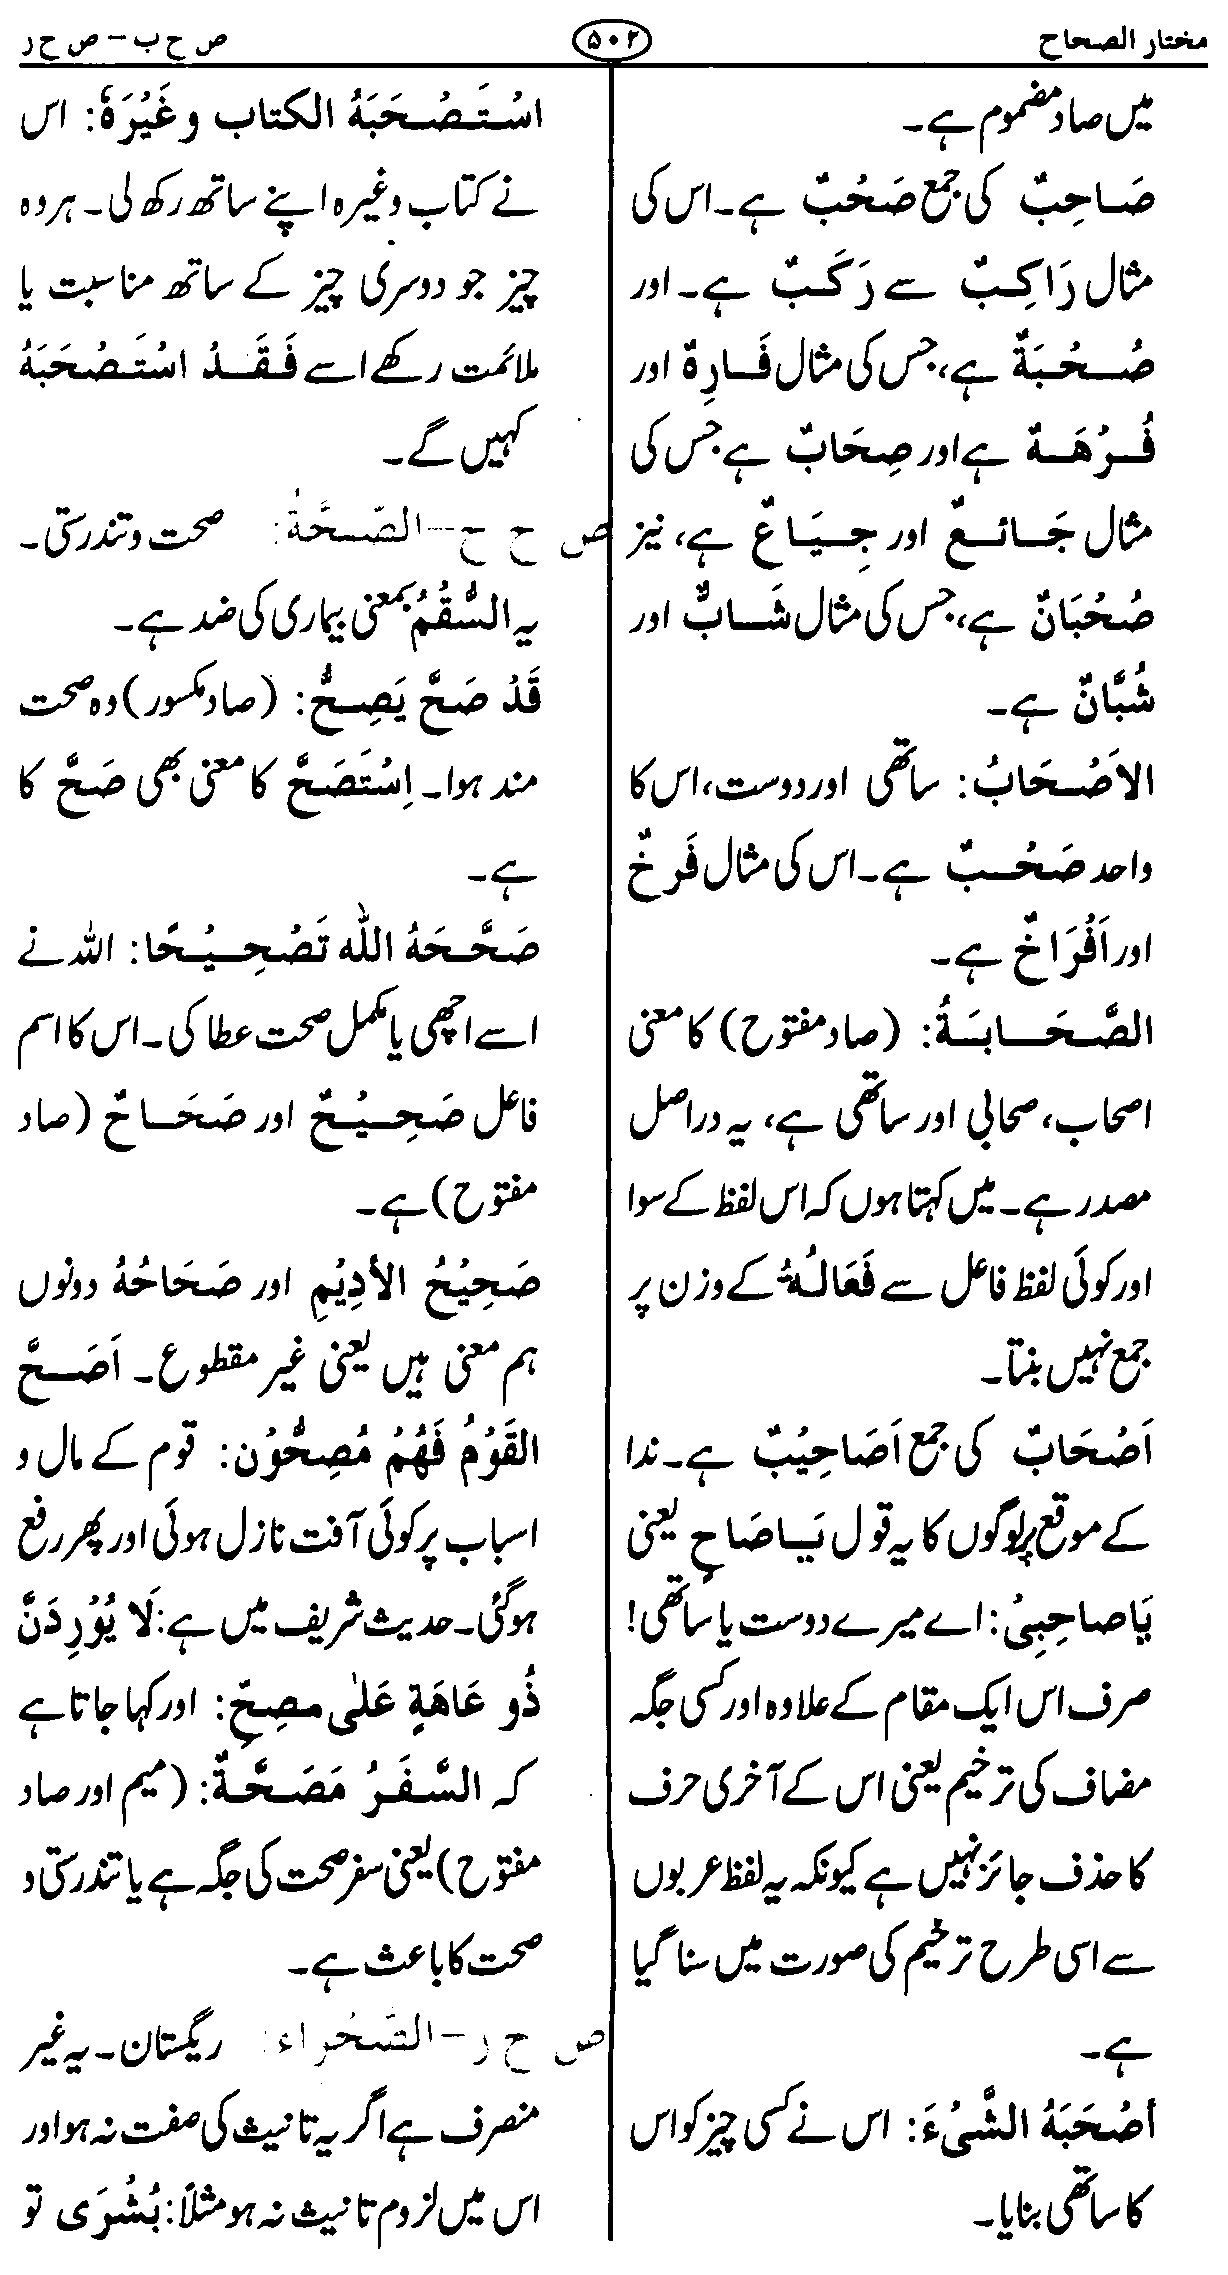 مختار الصحاح
۵۰۲
ص ح ب – ص ح ر
میں صاد مضموم ہے۔
صَاحِبٌ کی جمع صَحْبٌ ہے۔ اس کی
مثال رَاکِبٌ سے رَکَبٌ ہے۔ اور
صُحْبَةٌ ہے، جس کی مثال فَارِهٌ اور
فُرْهَةٌ ہے اور صِحَابٌ ہے جس کی
مثال جَائِعٌ اور جِیَاعٌ ہے، نیز
صُحْبَانٌ ہے، جس کی مثال شَابٌّ اور
شُبَّانٌ ہے۔
الاَصْحَابُ: ساتھی اور دوست، اس کا
واحد صَحْبٌ ہے۔ اس کی مثال فَرخٌ
اور اَفْرَاخٌ ہے۔
الصَّحَابَةُ: (صاد مفتوح) کا معنی
اصحاب، صحابی اور ساتھی ہے، یہ دراصل
مصدر ہے۔ میں کہتا ہوں کہ اس لفظ کے سوا
اور کوئی لفظ فاعل سے فَعَالَةُ کے وزن پر
جمع نہیں بنتا۔
اَصْحَابٌ کی جمع اَصَاحِیْبٌ ہے۔ ندا
کے موقع پر لوگوں کا یہ قول یَا صَاحِ یعنی
یَا صاحِبِیْ: اے میرے دوست یا ساتھی!
صرف اس ایک مقام کے علاوہ اور کسی جگہ
مضاف کی ترخیم یعنی اس کے آخری حرف
کا حذف جائز نہیں ہے کیونکہ یہ لفظ عربوں
سے اسی طرح ترخیم کی صورت میں سنا گیا
ہے۔
أصْحَبَهُ الشَّیْءَ: اس نے کسی چیز کو اس
کا ساتھی بنایا۔
اسْتَصْحَبَهُ الکتاب وغَیْرَهُ: اس
نے کتاب وغیرہ اپنے ساتھ رکھ لی۔ ہر وہ
چیز جو دوسری چیز کے ساتھ مناسبت یا
ملائمت رکھے اسے فَقَدْ اسْتَصْحَبَهُ
کہیں گے۔
ص ح ح – الصِّحَّةُ: صحت و تندرستی۔
یہ السُّقْمُ بمعنی بیماری کی ضد ہے۔
قَدْ صَحَّ یَصِحُّ: (صاد مکسور) وہ صحت
مند ہوا۔ اِسْتَصَحَّ کا معنی بھی صَحَّ کا
ہے۔
صَحَّحَهُ اللّٰه تَصْحِیْحًا: اللہ نے
اسے اچھی یا مکمل صحت عطا کی۔ اس کا اسم
فاعل صَحِیْحٌ اور صَحَاحٌ (صاد
مفتوح) ہے۔
صَحِیْحُ الأدِیْمِ اور صَحَاحُهُ دونوں
ہم معنی ہیں یعنی غیر مقطوع۔ اَصَحَّ
القَوْمُ فَهُمْ مُصِحُّوْن: قوم کے مال و
اسباب پر کوئی آفت نازل ہوئی اور پھر رفع
ہوگئی۔ حدیث شریف میں ہے: لَا یُوْرِدَنَّ
ذُو عَاهَةٍ عَلٰی مصِحٍّ: اور کہا جاتا ہے
کہ السَّفَرُ مَصَحَّةٌ: (میم اور صاد
مفتوح) یعنی سفر صحت کی جگہ ہے یا تندرستی و
صحت کا باعث ہے۔
ص ح ر – الصَّحْراء: ریگستان۔ یہ غیر
منصرف ہے اگر یہ تانیث کی صفت نہ ہو اور
اس میں لزوم تانیث نہ ہو مثلاً: بُشْرَی تو